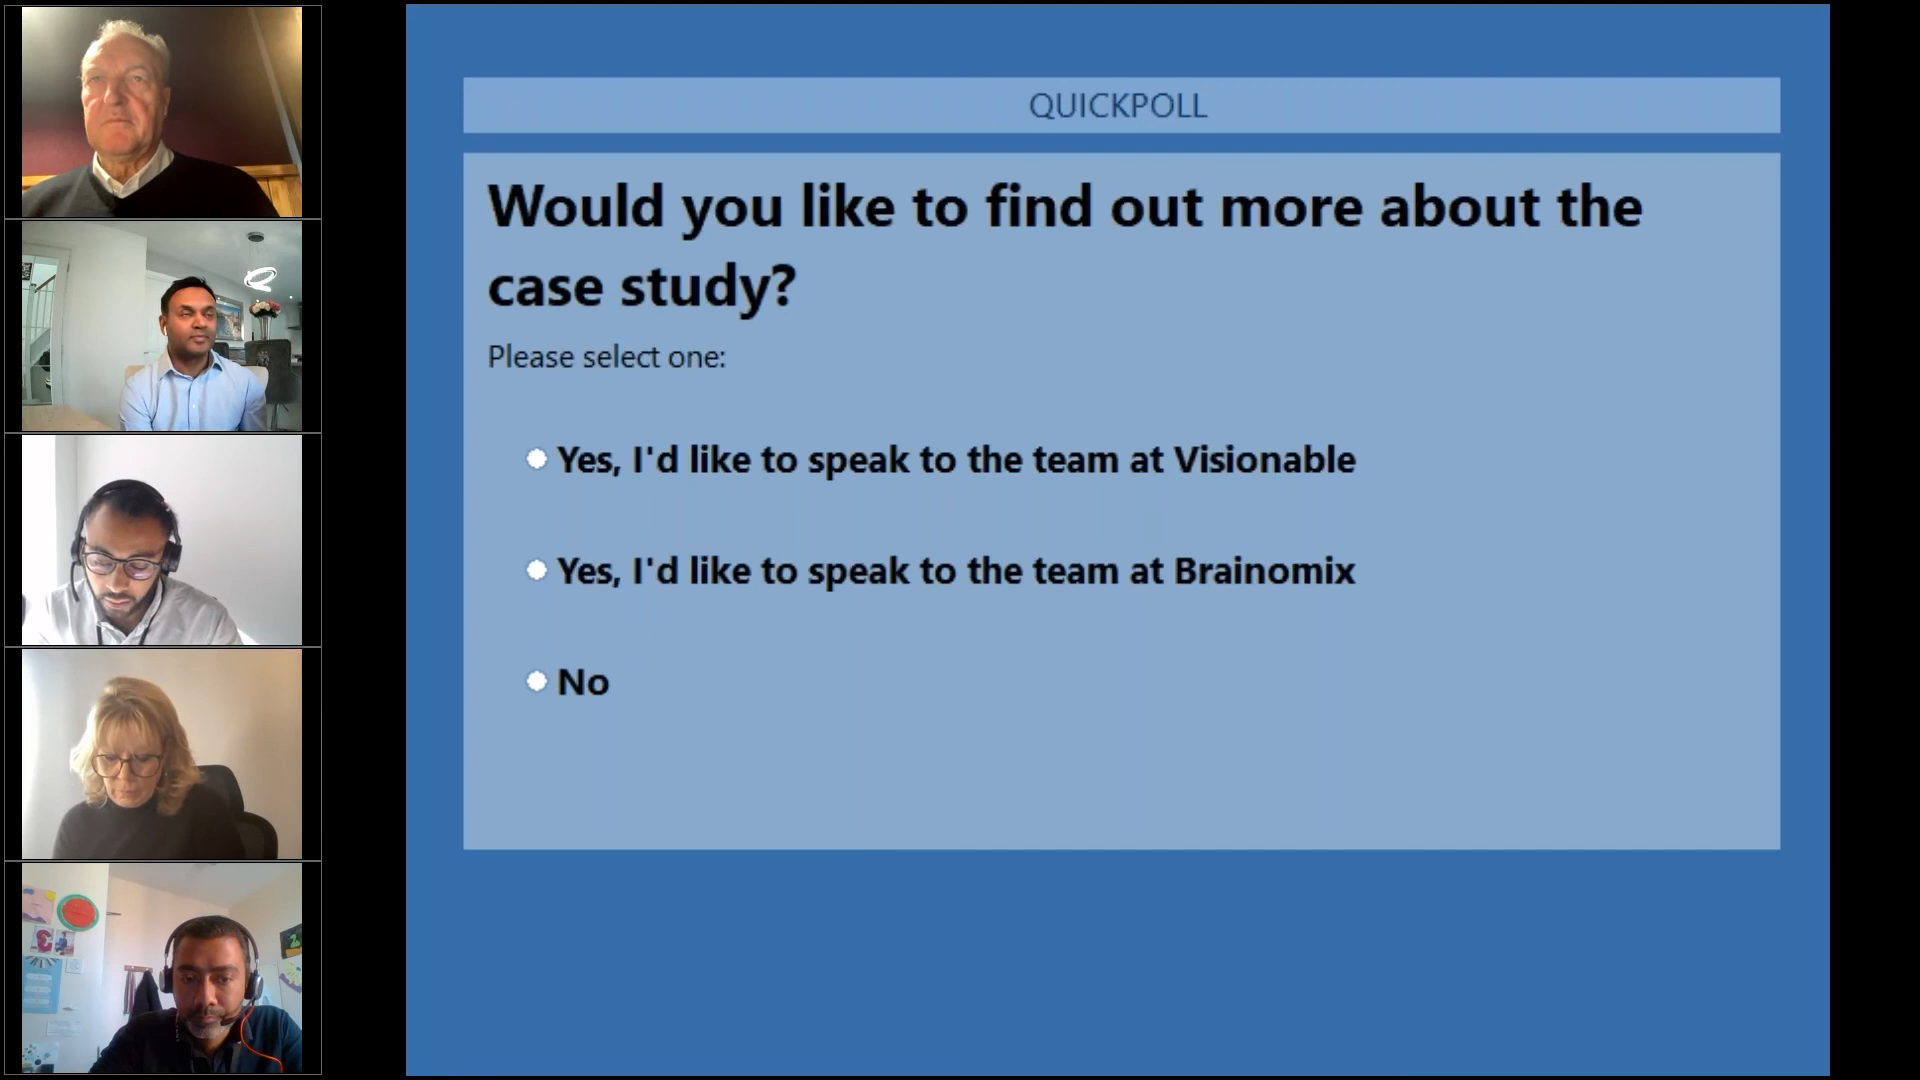 QUICKPOLL
Would you like to find out more about the
case study?
Please select one:
Yes, I'd like to speak to the team at Visionable
Yes, I'd like to speak to the team at Brainomix
No